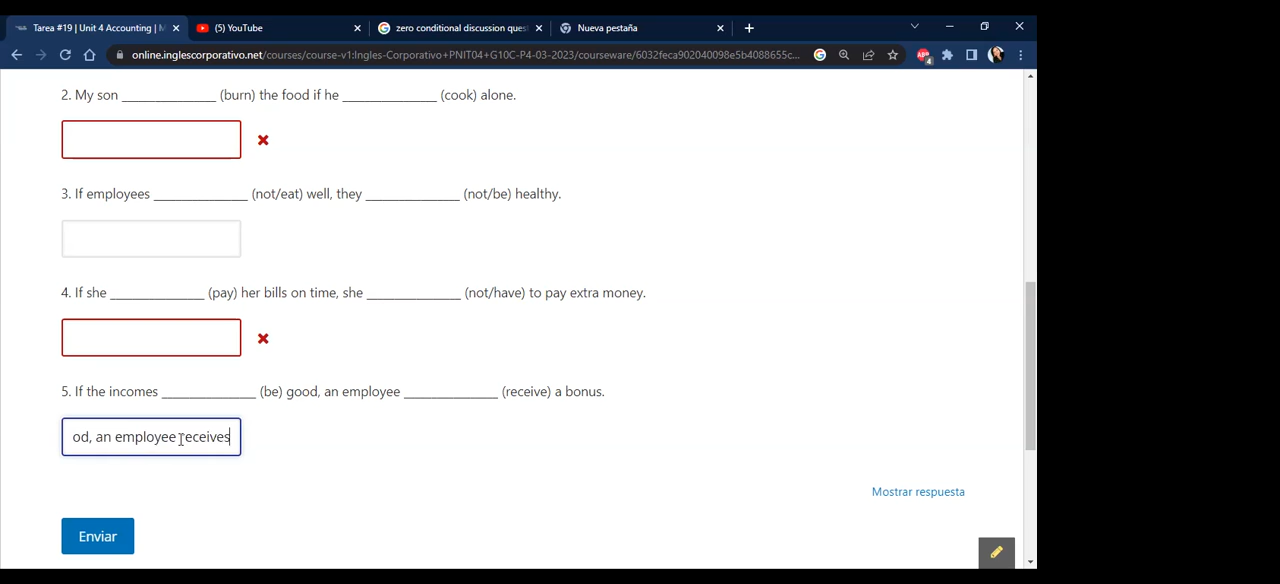 Tarea #19 | Unit 4 Accounting | M
(5) YouTube
zero conditional discussion ques
Nueva pestaña
online.inglescorporativo.net/courses/course-v1:Ingles-Corporativo+PNIT04+G10C-P4-03-2023/courseware/6032feca902040098e5b4088655c...
4
2. My son ______________ (burn) the food if he ______________ (cook) alone.
3. If employees ______________ (not/eat) well, they ______________ (not/be) healthy.
4. If she ______________ (pay) her bills on time, she ______________ (not/have) to pay extra money.
5. If the incomes ______________ (be) good, an employee ______________ (receive) a bonus.
od, an employee receives
Mostrar respuesta
Enviar